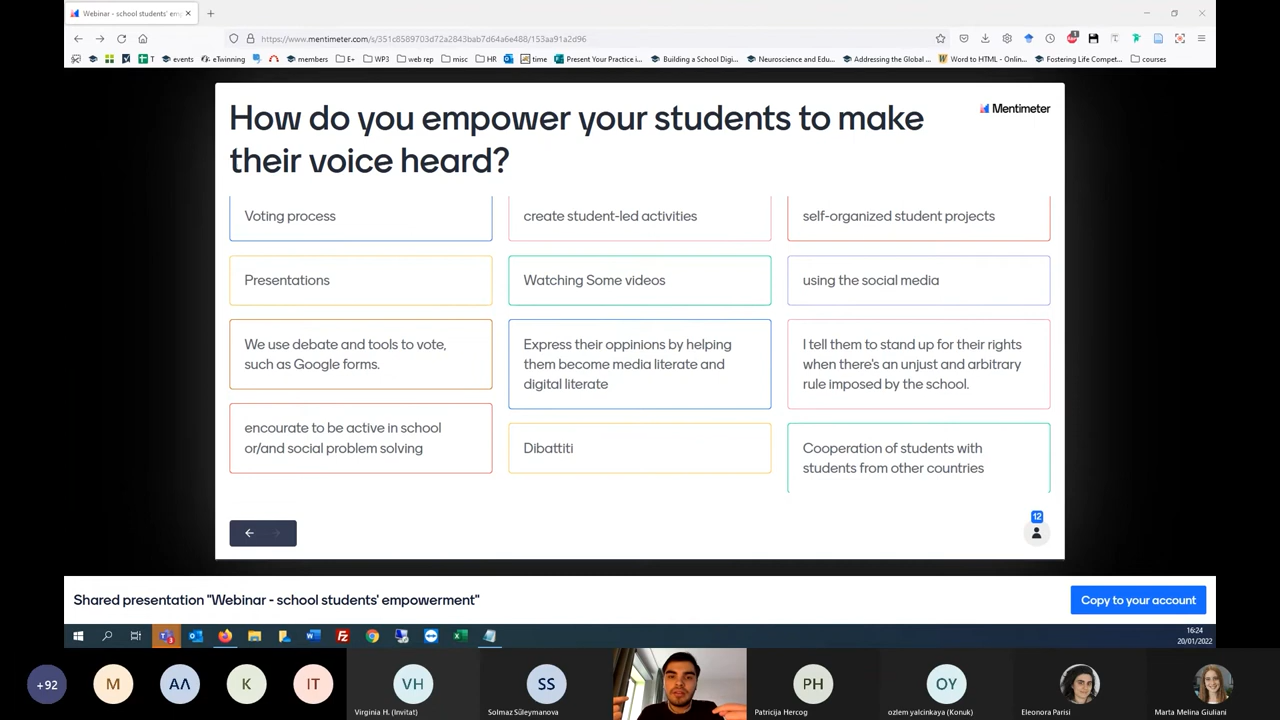 Webinar - school students' em
https://www.mentimeter.com/s/351c8589703d72a2843bab7d64a6e488/153aa91a2d96
T
events
eTwinning
members
E+
WP3
web rep
misc
HR
time
Present Your Practice i...
Building a School Digi...
Neuroscience and Edu...
Addressing the Global ...
Word to HTML - Onlin...
Fostering Life Compet...
courses
How do you empower your students to make
their voice heard?
Mentimeter
Voting process
create student-led activities
self-organized student projects
Presentations
Watching Some videos
using the social media
We use debate and tools to vote,
such as Google forms.
Express their oppinions by helping
them become media literate and
digital literate
I tell them to stand up for their rights
when there's an unjust and arbitrary
rule imposed by the school.
encourate to be active in school
or/and social problem solving
Dibattiti
Cooperation of students with
students from other countries
12
Shared presentation "Webinar - school students' empowerment"
Copy to your account
16:24
20/01/2022
+92
M
ΑΛ
K
IT
VH
SS
PH
OY
Virginia H. (Invitat)
Solmaz Süleymanova
Patricija Hercog
ozlem yalcinkaya (Konuk)
Eleonora Parisi
Marta Melina Giuliani